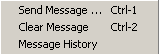 Send Message ... Ctrl-1
Clear Message Ctrl-2
Message History